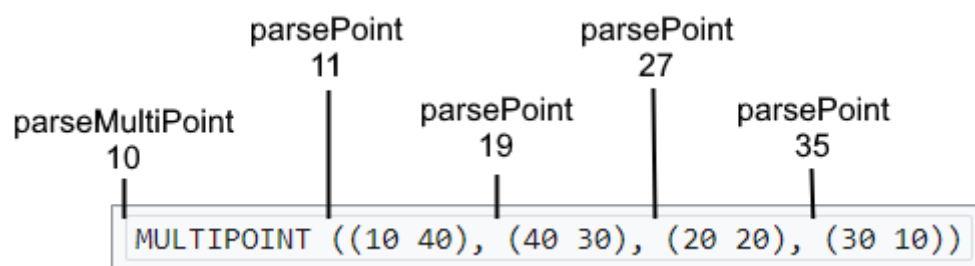 parsePoint
11
parsePoint
27
parseMultiPoint
10
parsePoint
19
parsePoint
35
MULTIPOINT ((10 40), (40 30), (20 20), (30 10))